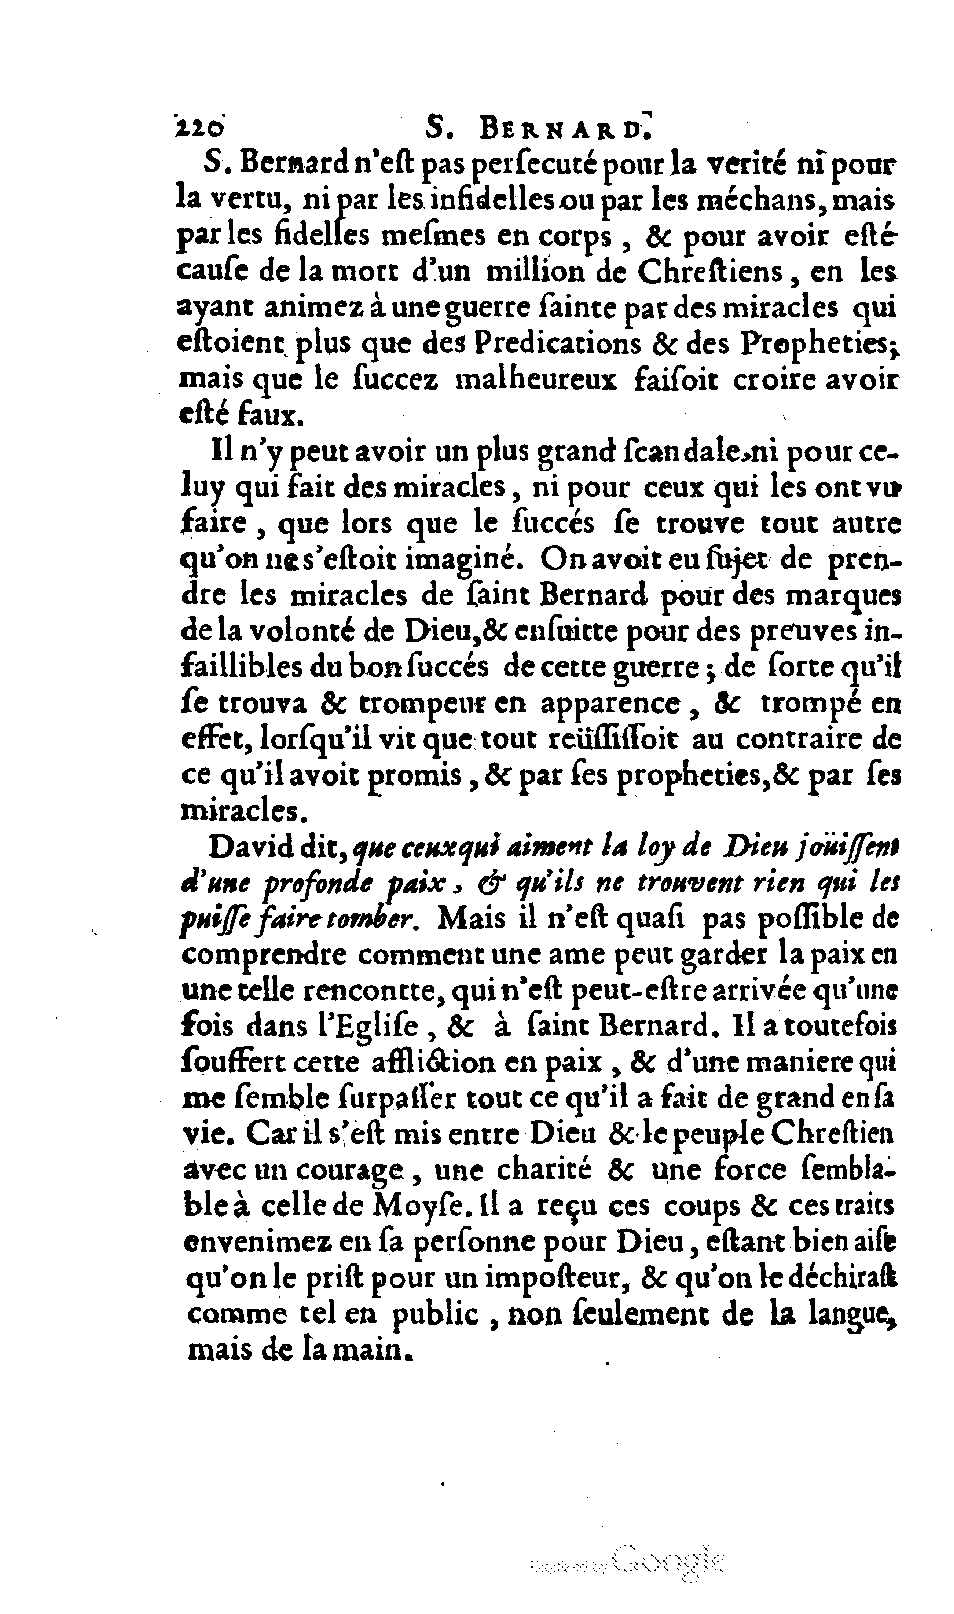 220 S. BERNARD.
S. Bernard n'eſt pas perſecuté pour la verité ni pour
la vertu, ni par les infidelles ou par les méchans, mais
par les fidelles meſmes en corps, & pour avoir eſté
cauſe de la mort d'un million de Chreſtiens, en les
ayant animez à une guerre ſainte par des miracles qui
eſtoient plus que des Predications & des Propheties;
mais que le ſuccez malheureux faiſoit croire avoir
eſté faux.
Il n'y peut avoir un plus grand ſcandale, ni pour ce-
luy qui fait des miracles, ni pour ceux qui les ont vu
faire, que lors que le ſuccés ſe trouve tout autre
qu'on ne s'eſtoit imaginé. On avoit eu ſujet de pren-
dre les miracles de ſaint Bernard pour des marques
de la volonté de Dieu, & enſuitte pour des preuves in-
faillibles du bon ſuccés de cette guerre; de ſorte qu'il
ſe trouva & trompeur en apparence, & trompé en
effet, lorſqu'il vit que tout reüſſiſſoit au contraire de
ce qu'il avoit promis, & par ſes propheties, & par ſes
miracles.
David dit, que ceux qui aiment la loy de Dieu joüiſſent
d'une profonde paix, & qu'ils ne trouvent rien qui les
puiſſe faire tomber. Mais il n'eſt quaſi pas poſſible de
comprendre comment une ame peut garder la paix en
une telle rencontte, qui n'eſt peut-eſtre arrivée qu'une
fois dans l'Egliſe, & à ſaint Bernard. Il a toutefois
ſouffert cette affliction en paix, & d'une maniere qui
me ſemble ſurpaſſer tout ce qu'il a fait de grand en ſa
vie. Car il s'eſt mis entre Dieu & le peuple Chreſtien
avec un courage, une charité & une force ſembla-
ble à celle de Moyſe. Il a reçu ces coups & ces traits
envenimez en ſa perſonne pour Dieu, eſtant bien aiſe
qu'on le priſt pour un impoſteur, & qu'on le déchiraſt
comme tel en public, non ſeulement de la langue,
mais de la main.
Google